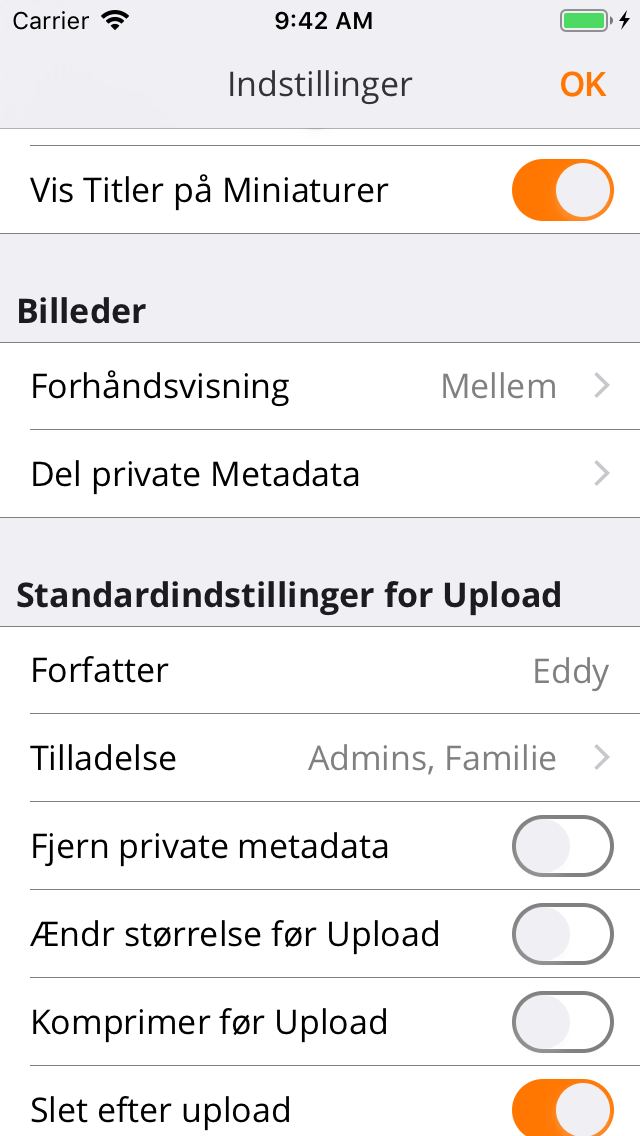 Carrier 9:42 AM
Indstillinger OK
Vis Titler på Miniaturer
Billeder
Forhåndsvisning Mellem
Del private Metadata
Standardindstillinger for Upload
Forfatter Eddy
Tilladelse Admins, Familie
Fjern private metadata
Ændr størrelse før Upload
Komprimer før Upload
Slet efter upload